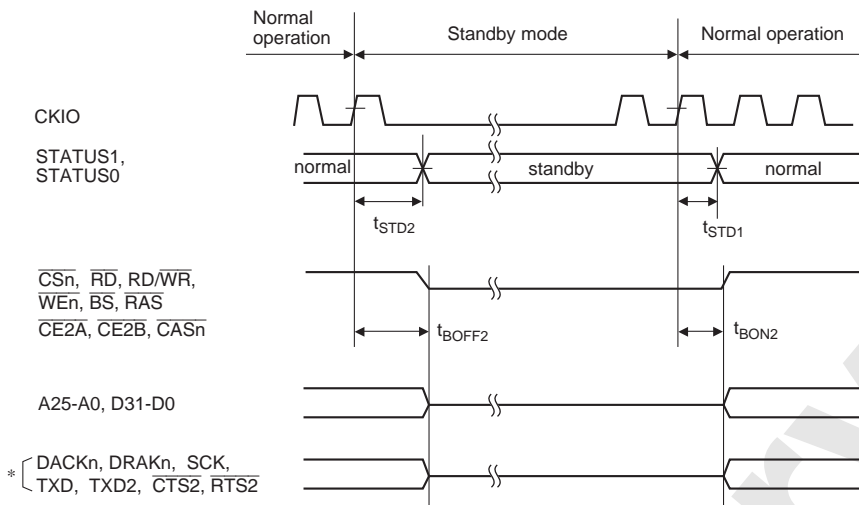 Normal operation
Standby mode
Normal operation
CKIO
STATUS1,
STATUS0
normal
standby
normal
tSTD2
tSTD1
CSn, RD, RD/WR,
WEn, BS, RAS
CE2A, CE2B, CASn
tBOFF2
tBON2
A25-A0, D31-D0
* DACKn, DRAKn, SCK,
TXD, TXD2, CTS2, RTS2